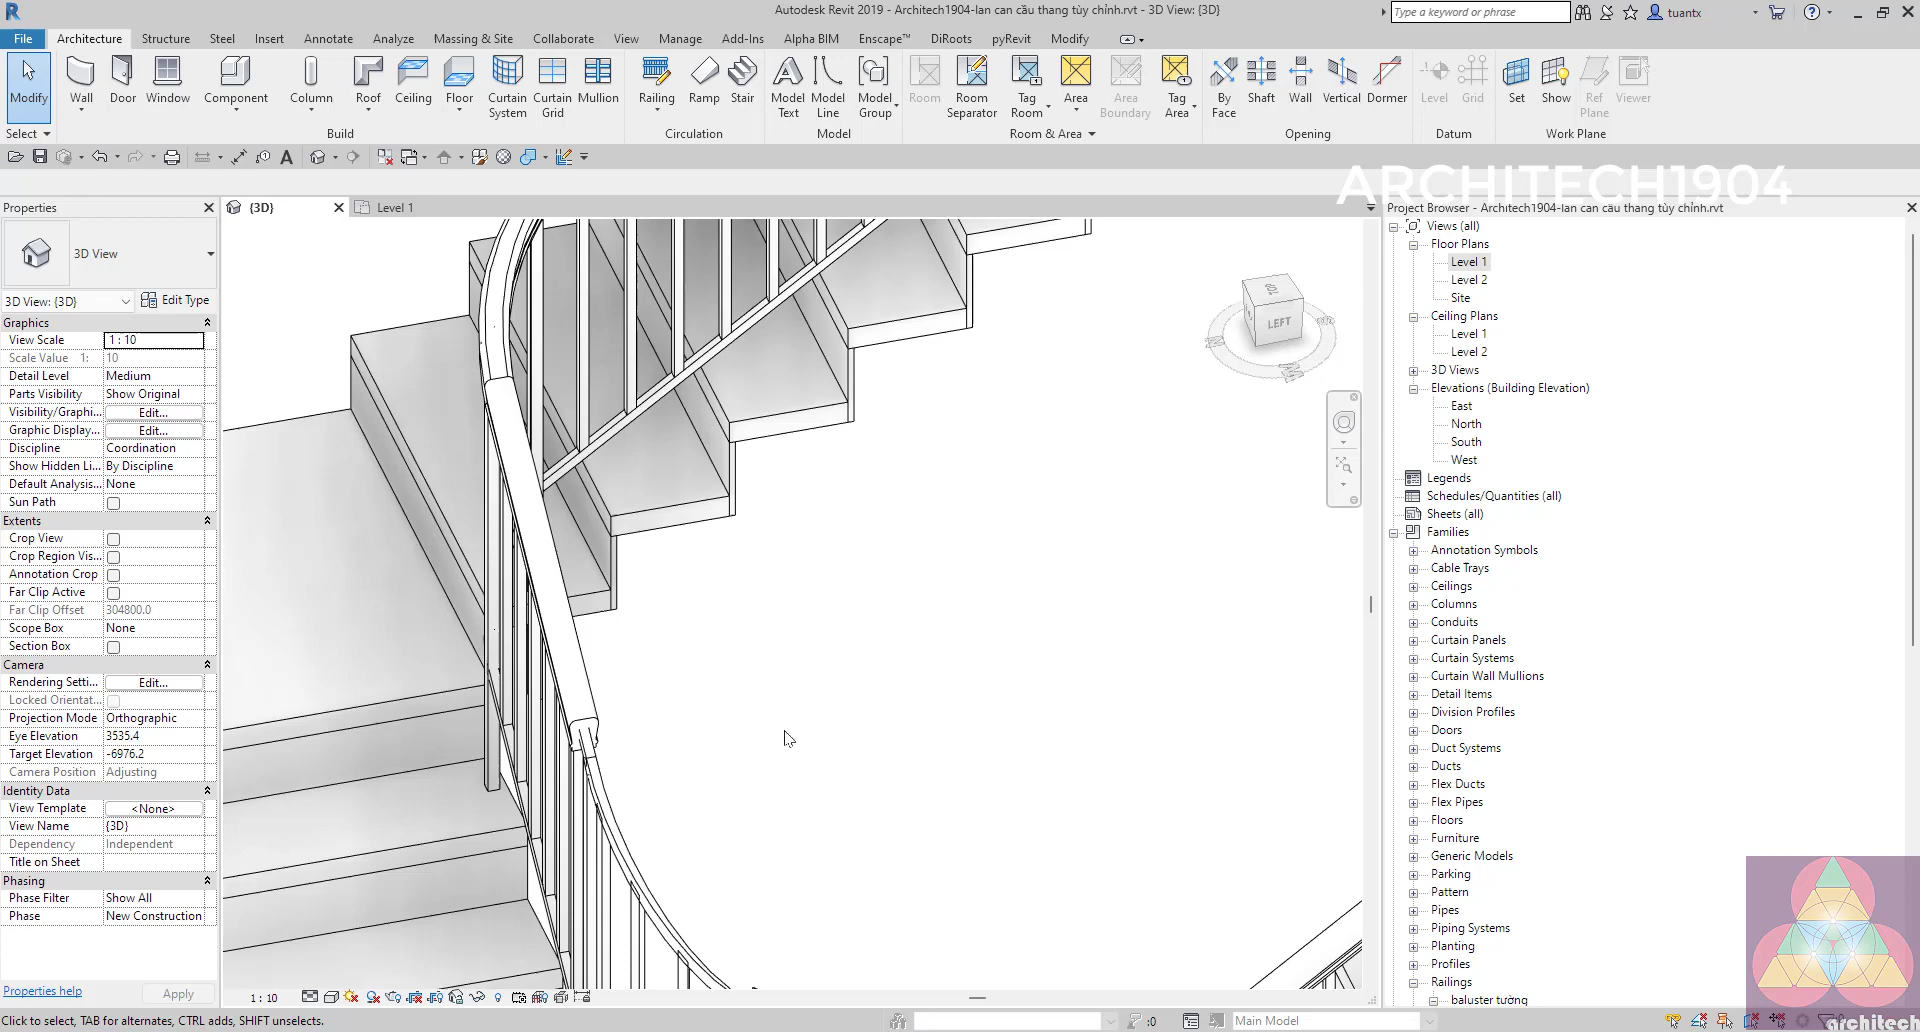 Autodesk Revit 2019 - Architech1904-lan can cầu thang tùy chỉnh.rvt - 3D View: {3D}
Type a keyword or phrase
tuantx
File Architecture Structure Steel Insert Annotate Analyze Massing & Site Collaborate View Manage Add-Ins Alpha BIM Enscape™ DiRoots pyRevit Modify
Modify Wall Door Window Component Column Roof Ceiling Floor Curtain System Curtain Grid Mullion Railing Ramp Stair Model Text Model Line Model Group Room Room Separator Tag Room Area Area Boundary Tag Area By Face Shaft Wall Vertical Dormer Level Grid Set Show Ref Plane Viewer
Select Build Circulation Model Room & Area Opening Datum Work Plane
ARCHITECH1904
Properties
{3D}
Level 1
Project Browser - Architech1904-lan can cầu thang tùy chỉnh.rvt
3D View
3D View: {3D}
Edit Type
Graphics
View Scale 1 : 10
Scale Value 1: 10
Detail Level Medium
Parts Visibility Show Original
Visibility/Graphi... Edit...
Graphic Display... Edit...
Discipline Coordination
Show Hidden Li... By Discipline
Default Analysis... None
Sun Path
Extents
Crop View
Crop Region Vis...
Annotation Crop
Far Clip Active
Far Clip Offset 304800.0
Scope Box None
Section Box
Camera
Rendering Setti... Edit...
Locked Orientat...
Projection Mode Orthographic
Eye Elevation 3535.4
Target Elevation -6976.2
Camera Position Adjusting
Identity Data
View Template <None>
View Name {3D}
Dependency Independent
Title on Sheet
Phasing
Phase Filter Show All
Phase New Construction
Properties help
Apply
LEFT
1 : 10
Views (all)
Floor Plans
Level 1
Level 2
Site
Ceiling Plans
Level 1
Level 2
3D Views
Elevations (Building Elevation)
East
North
South
West
Legends
Schedules/Quantities (all)
Sheets (all)
Families
Annotation Symbols
Cable Trays
Ceilings
Columns
Conduits
Curtain Panels
Curtain Systems
Curtain Wall Mullions
Detail Items
Division Profiles
Doors
Duct Systems
Ducts
Flex Ducts
Flex Pipes
Floors
Furniture
Generic Models
Parking
Pattern
Pipes
Piping Systems
Planting
Profiles
Railings
baluster tường
Click to select, TAB for alternates, CTRL adds, SHIFT unselects.
:0
Main Model
architech